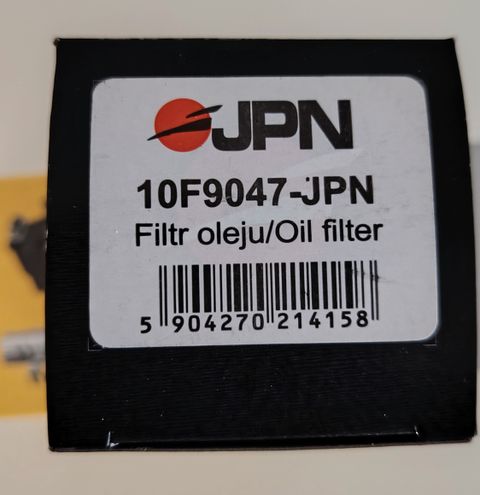 JPN
10F9047-JPN
Filtr oleju/Oil filter
5 904270 214158